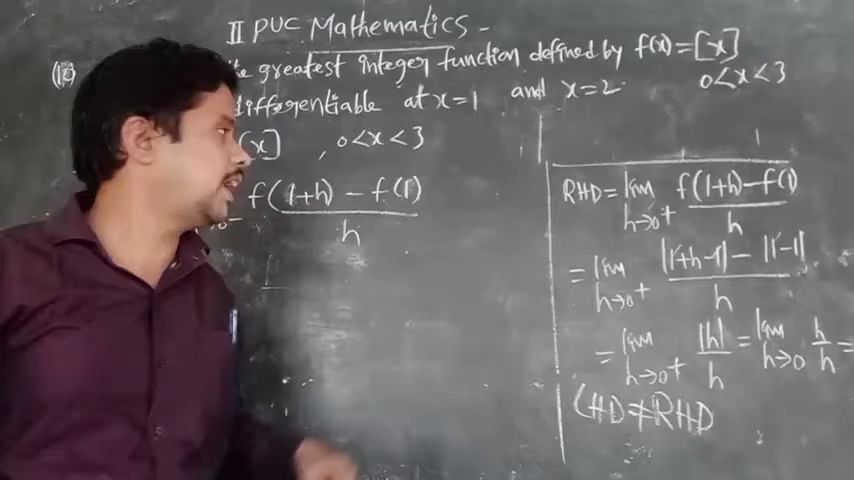 II PUC Mathematics -
(10) greatest integer function defined by f(x) = [x]
0<x<3
differentiable at x=1 and x=2.
[x] , 0<x<3
f(1+h) - f(1)
h
RHD = lim h→0+ f(1+h) - f(1) / h
= lim h→0+ |1+h-1| - |1-1| / h
= lim h→0+ |h| / h = lim h→0 h/h =
LHD ≠ RHD